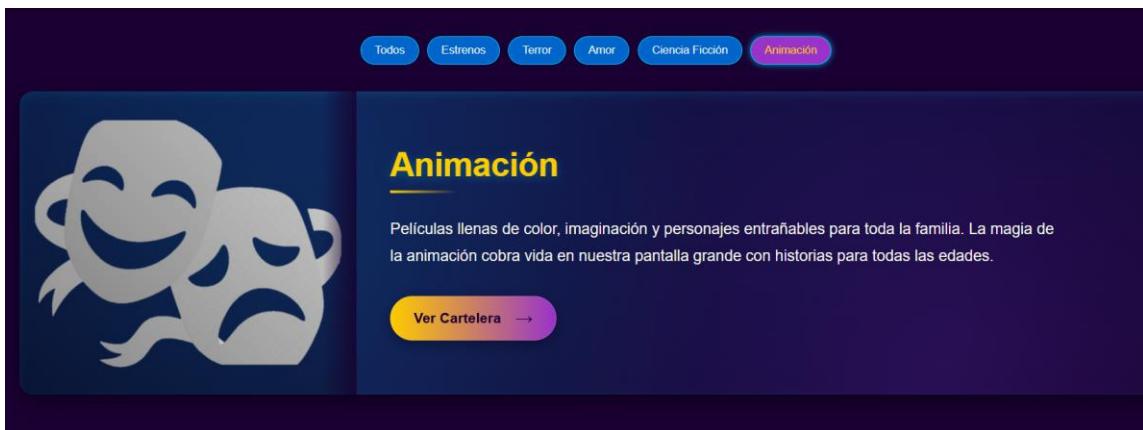 Todos Estrenos Terror Amor Ciencia Ficción Animación
Animación
Películas llenas de color, imaginación y personajes entrañables para toda la familia. La magia de
la animación cobra vida en nuestra pantalla grande con historias para todas las edades.
Ver Cartelera →